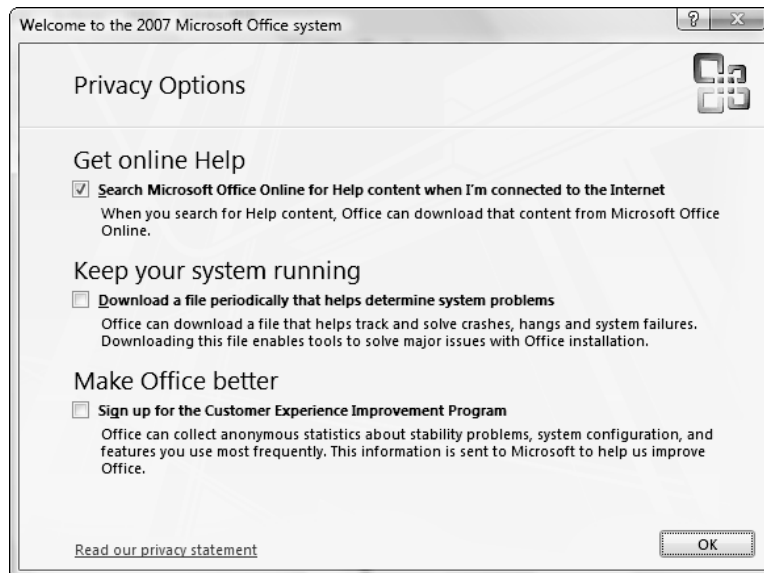 Welcome to the 2007 Microsoft Office system
?
X
Privacy Options
Get online Help
Search Microsoft Office Online for Help content when I'm connected to the Internet
When you search for Help content, Office can download that content from Microsoft Office
Online.
Keep your system running
Download a file periodically that helps determine system problems
Office can download a file that helps track and solve crashes, hangs and system failures.
Downloading this file enables tools to solve major issues with Office installation.
Make Office better
Sign up for the Customer Experience Improvement Program
Office can collect anonymous statistics about stability problems, system configuration, and
features you use most frequently. This information is sent to Microsoft to help us improve
Office.
Read our privacy statement
OK